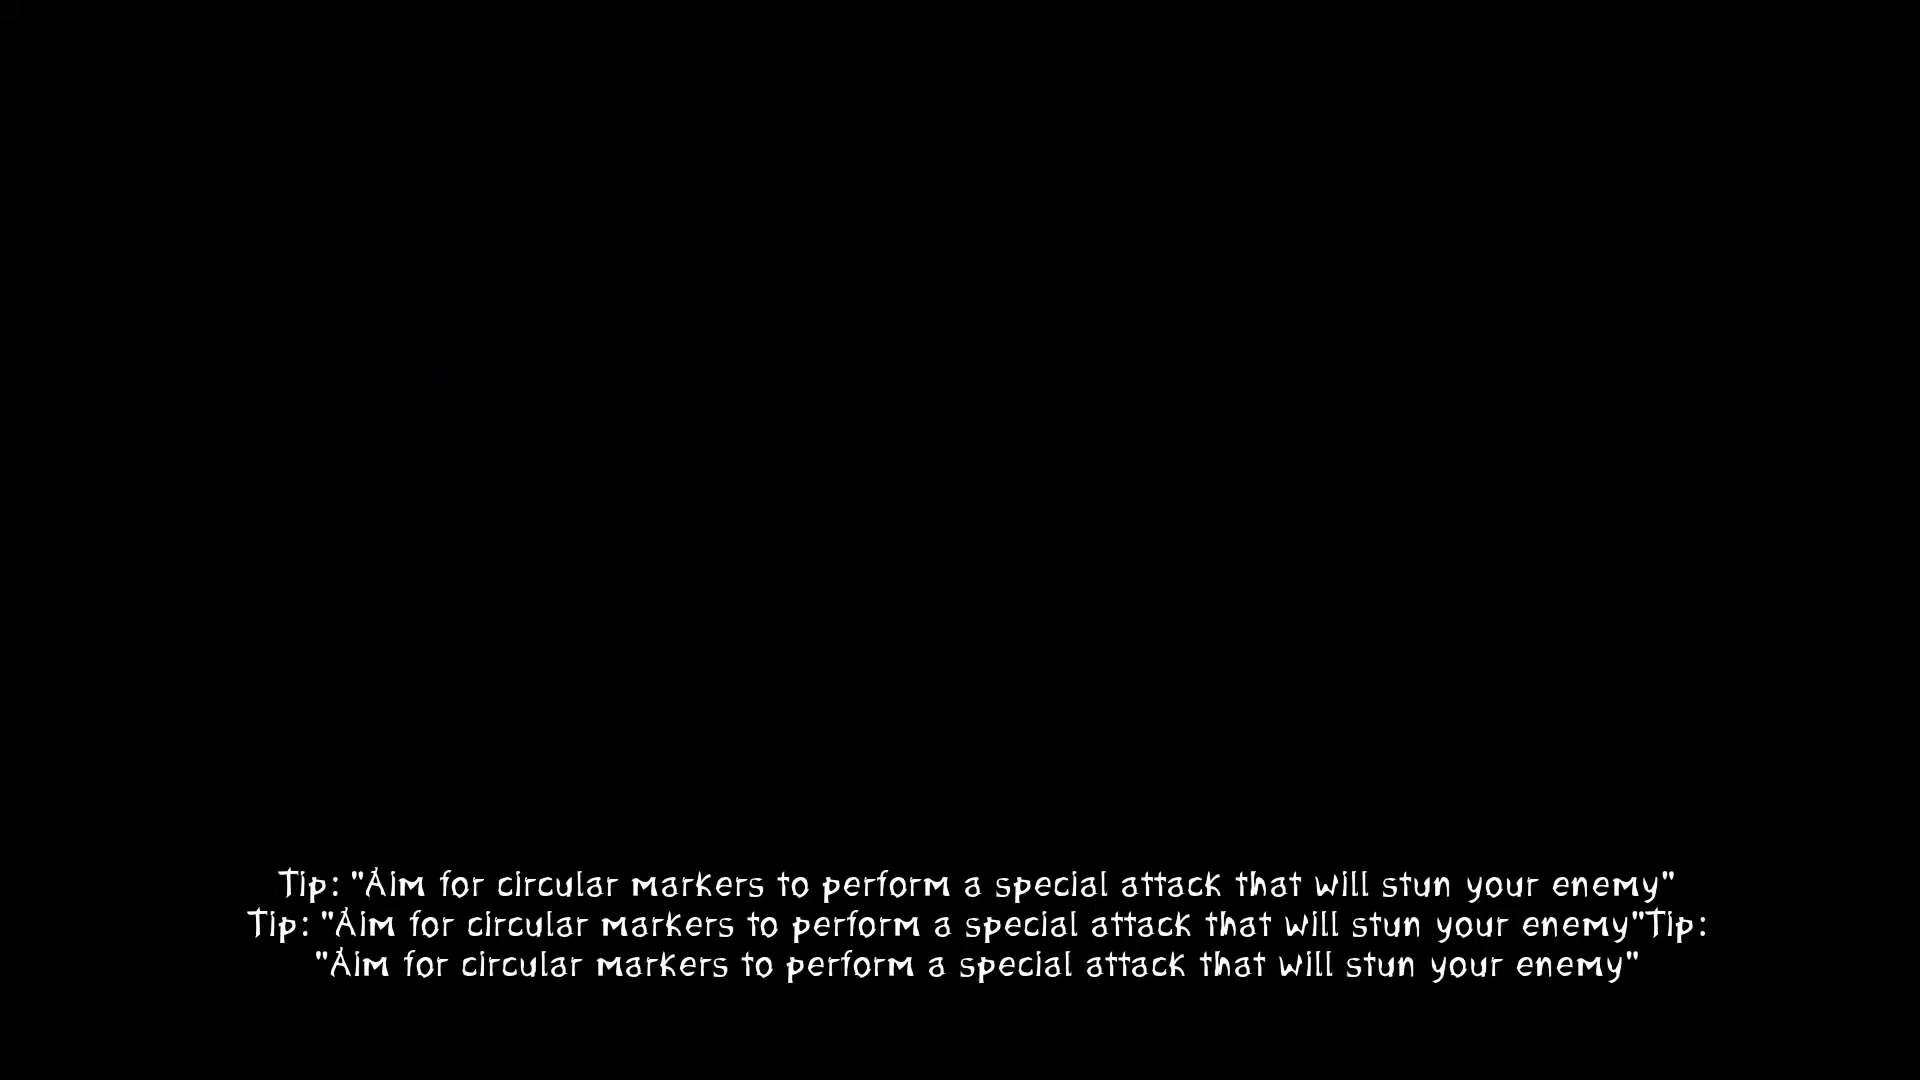 Tip: "Aim for circular markers to perform a special attack that will stun your enemy"
Tip: "Aim for circular markers to perform a special attack that will stun your enemy"Tip:
"Aim for circular markers to perform a special attack that will stun your enemy"